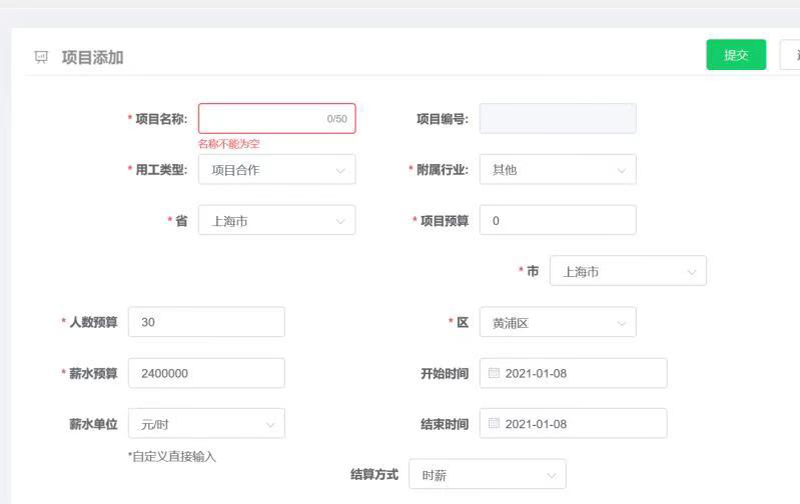 项目添加
提交
* 项目名称:
0/50
项目编号:
名称不能为空
* 用工类型: 项目合作
* 附属行业: 其他
* 省 上海市
* 项目预算 0
* 市 上海市
* 人数预算 30
* 区 黄浦区
* 薪水预算 2400000
开始时间 2021-01-08
薪水单位 元/时
结束时间 2021-01-08
*自定义直接输入
结算方式 时薪